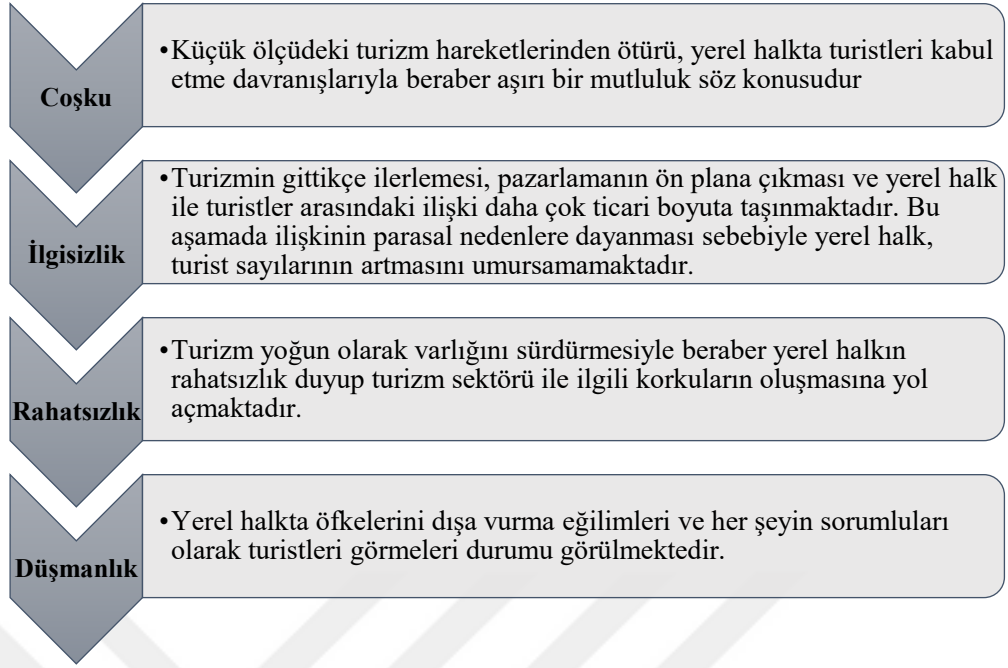 Coşku
•Küçük ölçüdeki turizm hareketlerinden ötürü, yerel halkta turistleri kabul
etme davranışlarıyla beraber aşırı bir mutluluk söz konusudur
İlgisizlik
•Turizmin gittikçe ilerlemesi, pazarlamanın ön plana çıkması ve yerel halk
ile turistler arasındaki ilişki daha çok ticari boyuta taşınmaktadır. Bu
aşamada ilişkinin parasal nedenlere dayanması sebebiyle yerel halk,
turist sayılarının artmasını umursamamaktadır.
Rahatsızlık
•Turizm yoğun olarak varlığını sürdürmesiyle beraber yerel halkın
rahatsızlık duyup turizm sektörü ile ilgili korkuların oluşmasına yol
açmaktadır.
Düşmanlık
•Yerel halkta öfkelerini dışa vurma eğilimleri ve her şeyin sorumluları
olarak turistleri görmeleri durumu görülmektedir.